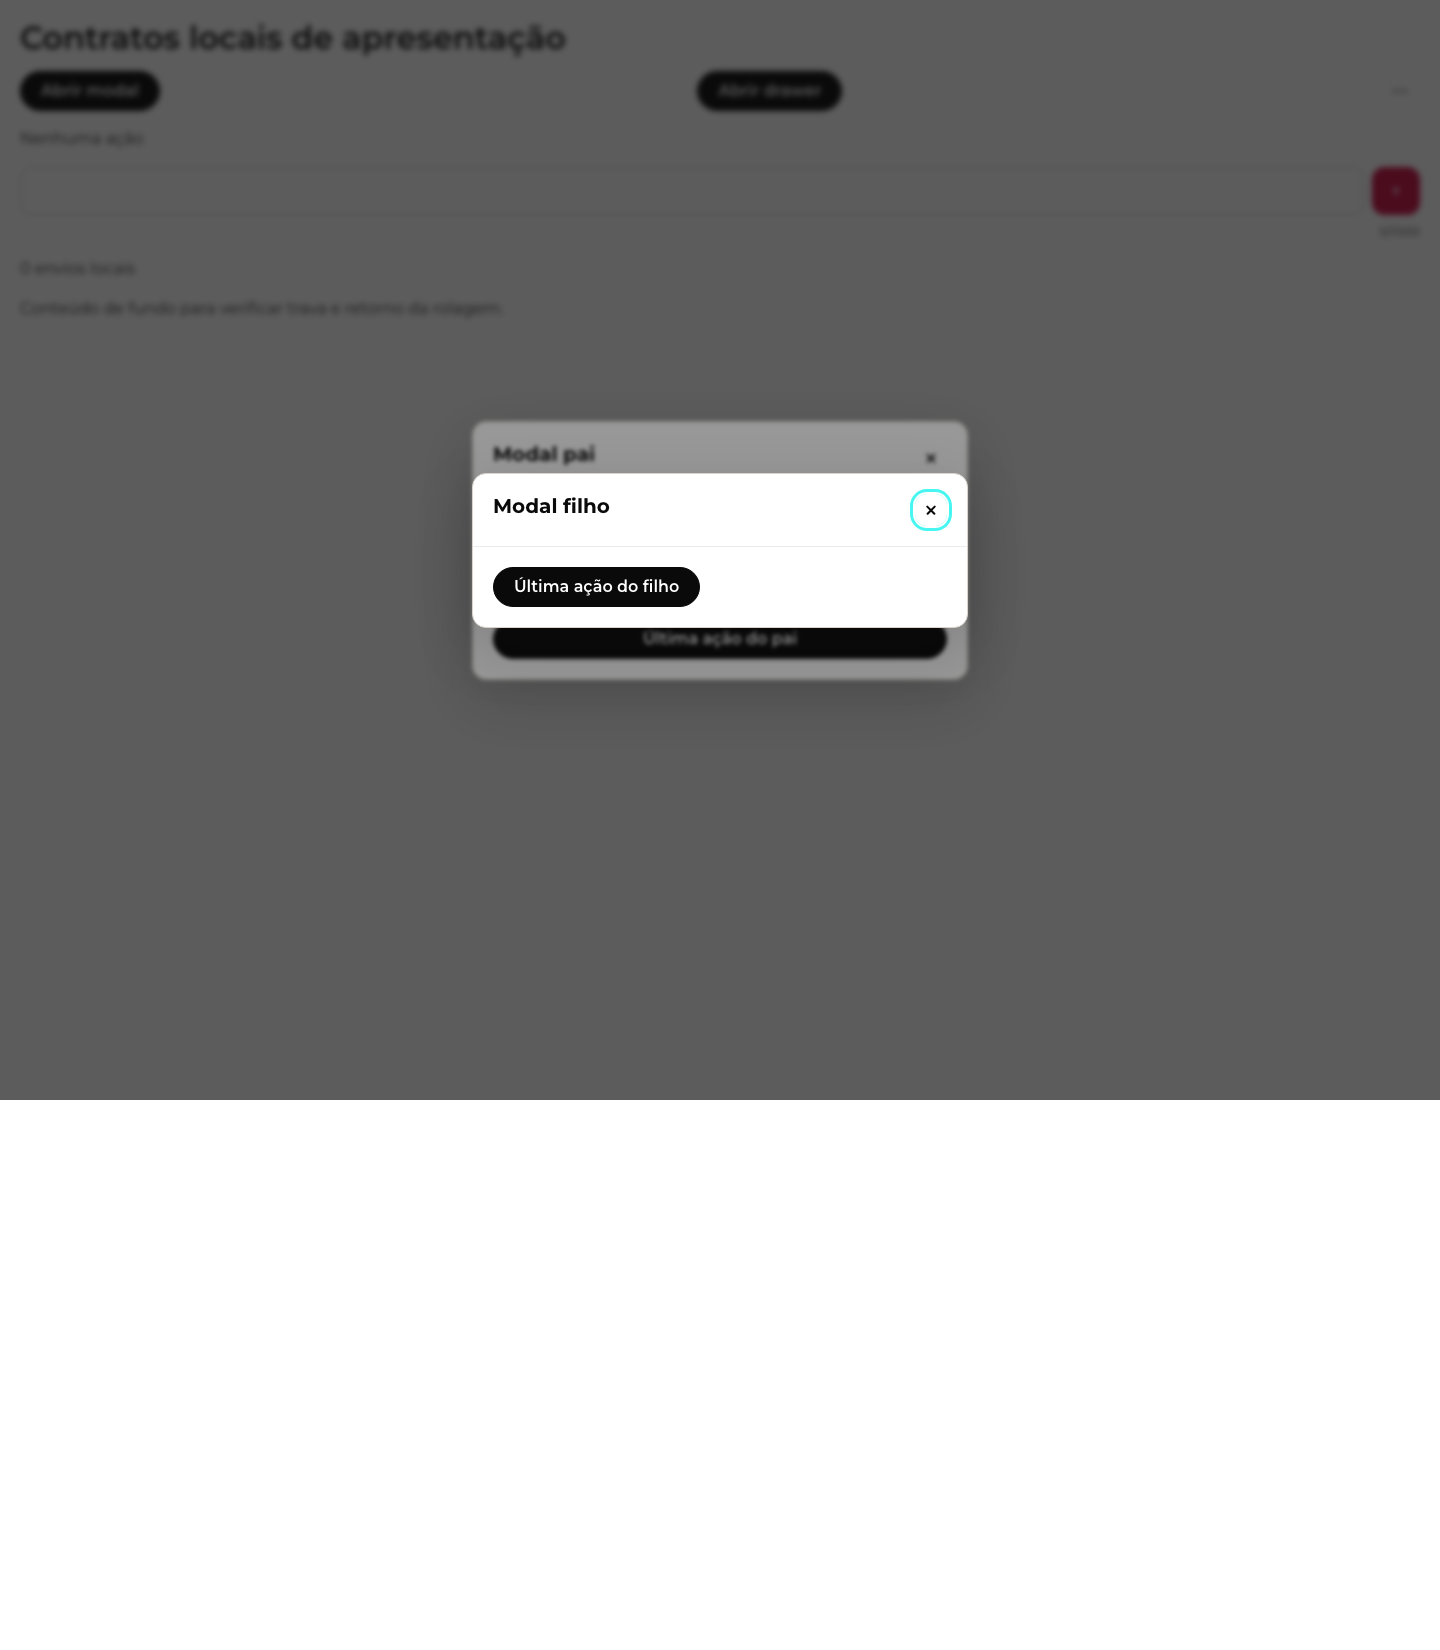 Contratos locais de apresentação
Abrir modal
Abrir drawer
Nenhuma ação
0 envios locais
Conteúdo de fundo para verificar trava e retorno da rolagem.
Modal pai
×
Modal filho
×
Última ação do filho
Última ação do pai